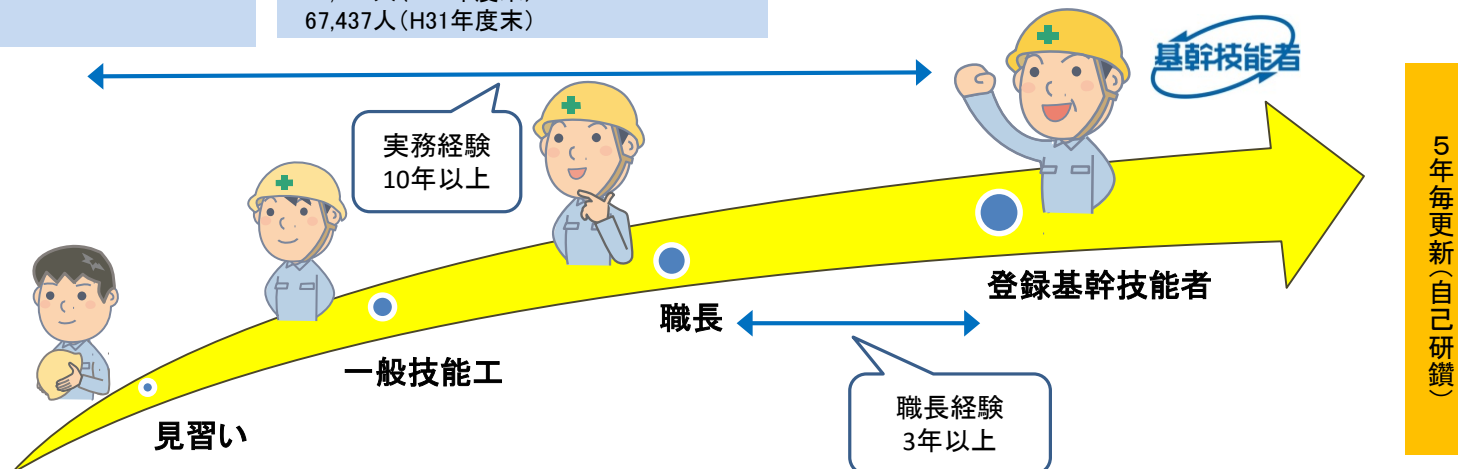 67,437人(H31年度末)
基幹技能者
実務経験
10年以上
登録基幹技能者
職長
一般技能工
職長経験
3年以上
見習い
5年毎更新(自己研鑽)